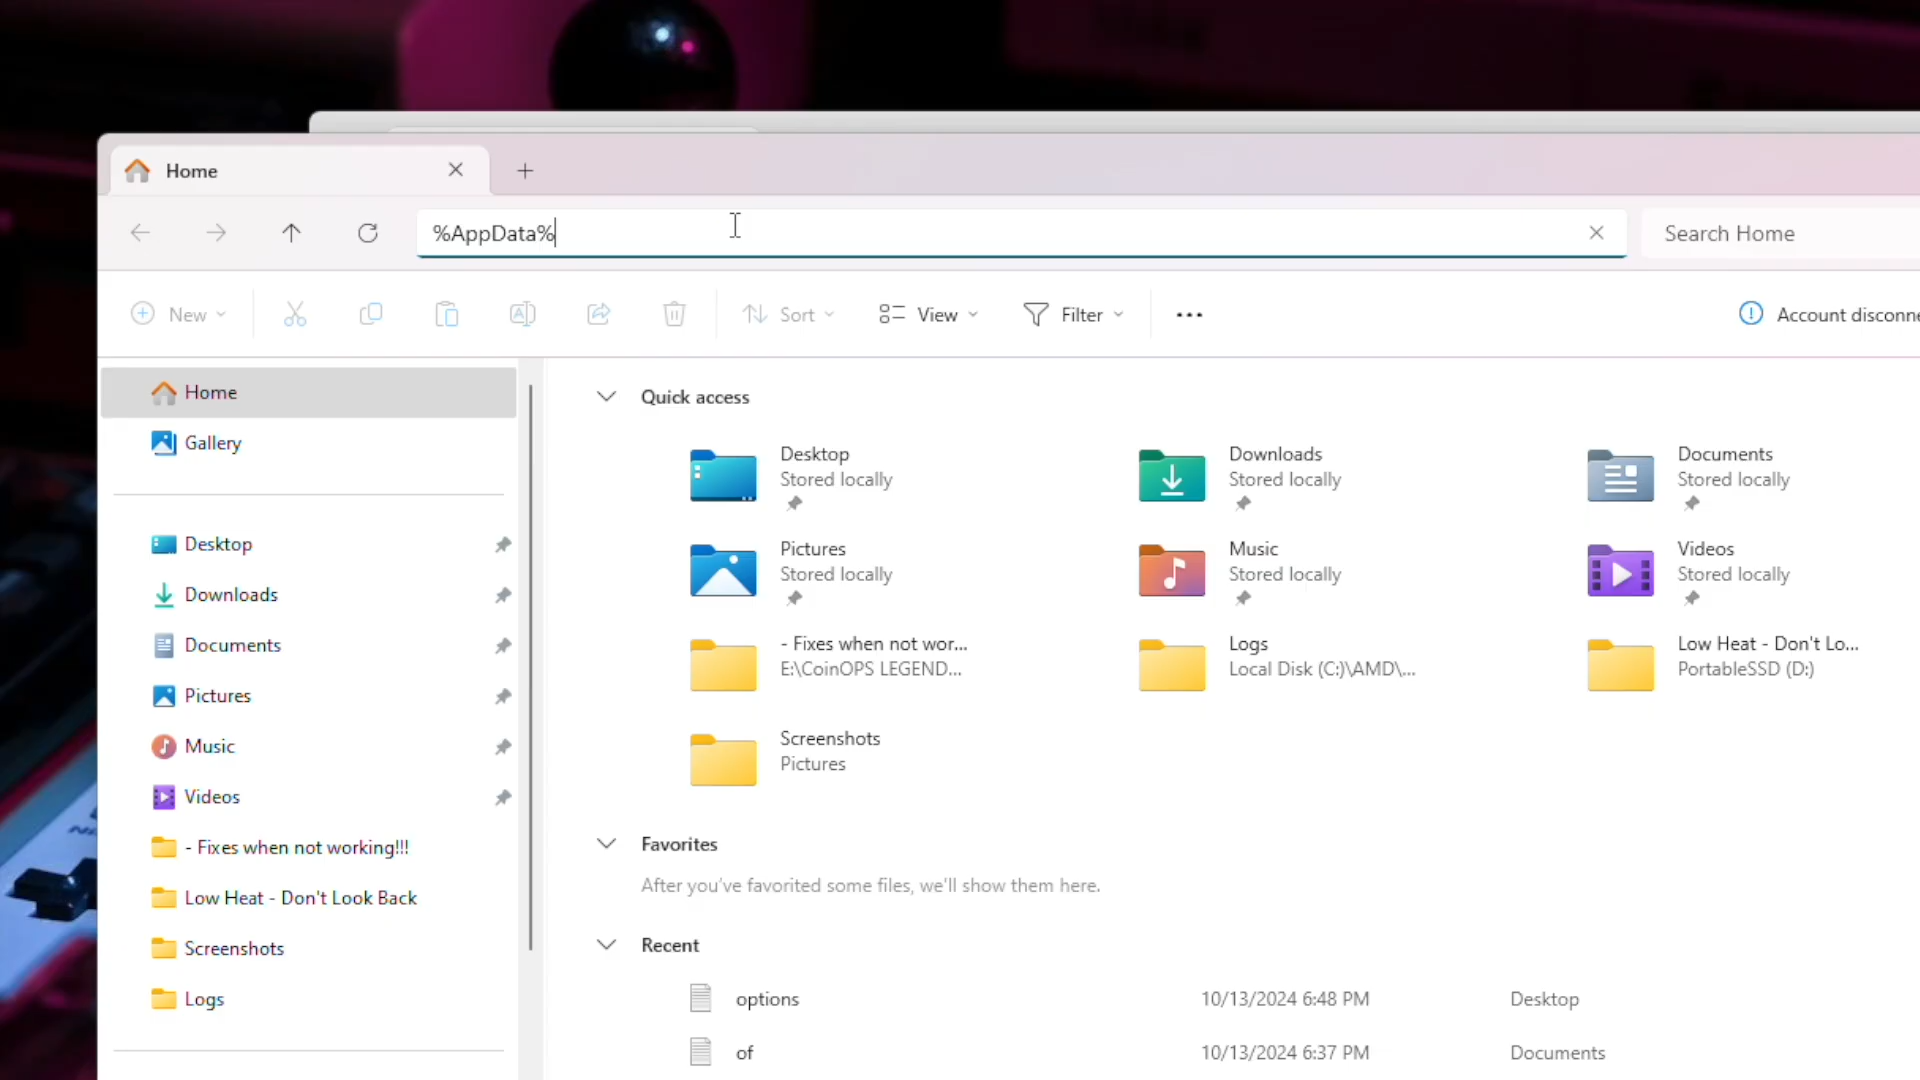 Home
%AppData%
Search Home
New
Sort
View
Filter
Account disconne
Home
Gallery
Desktop
Downloads
Documents
Pictures
Music
Videos
- Fixes when not working!!!
Low Heat - Don't Look Back
Screenshots
Logs
Quick access
Desktop
Stored locally
Downloads
Stored locally
Documents
Stored locally
Pictures
Stored locally
Music
Stored locally
Videos
Stored locally
- Fixes when not wor...
E:\CoinOPS LEGEND...
Logs
Local Disk (C:)\AMD\...
Low Heat - Don't Lo...
PortableSSD (D:)
Screenshots
Pictures
Favorites
After you've favorited some files, we'll show them here.
Recent
options 10/13/2024 6:48 PM Desktop
of 10/13/2024 6:37 PM Documents